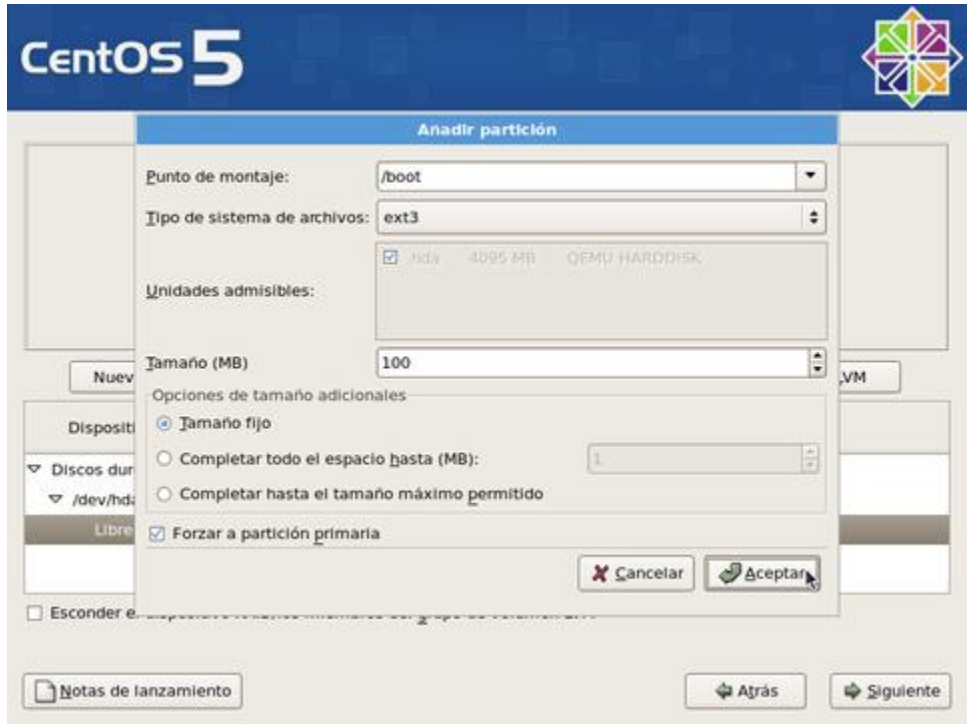 CentOS 5
Añadir partición
Punto de montaje: /boot
Tipo de sistema de archivos: ext3
hda 4095 MB QEMU HARDDISK
Unidades admisibles:
Tamaño (MB) 100
Nuev
VM
Opciones de tamaño adicionales
Disposit
Tamaño fijo
Completar todo el espacio hasta (MB): 1
Discos dur
Completar hasta el tamaño máximo permitido
/dev/hda
Libre
Forzar a partición primaria
Cancelar Aceptar
Esconder e
Notas de lanzamiento Atrás Siguiente